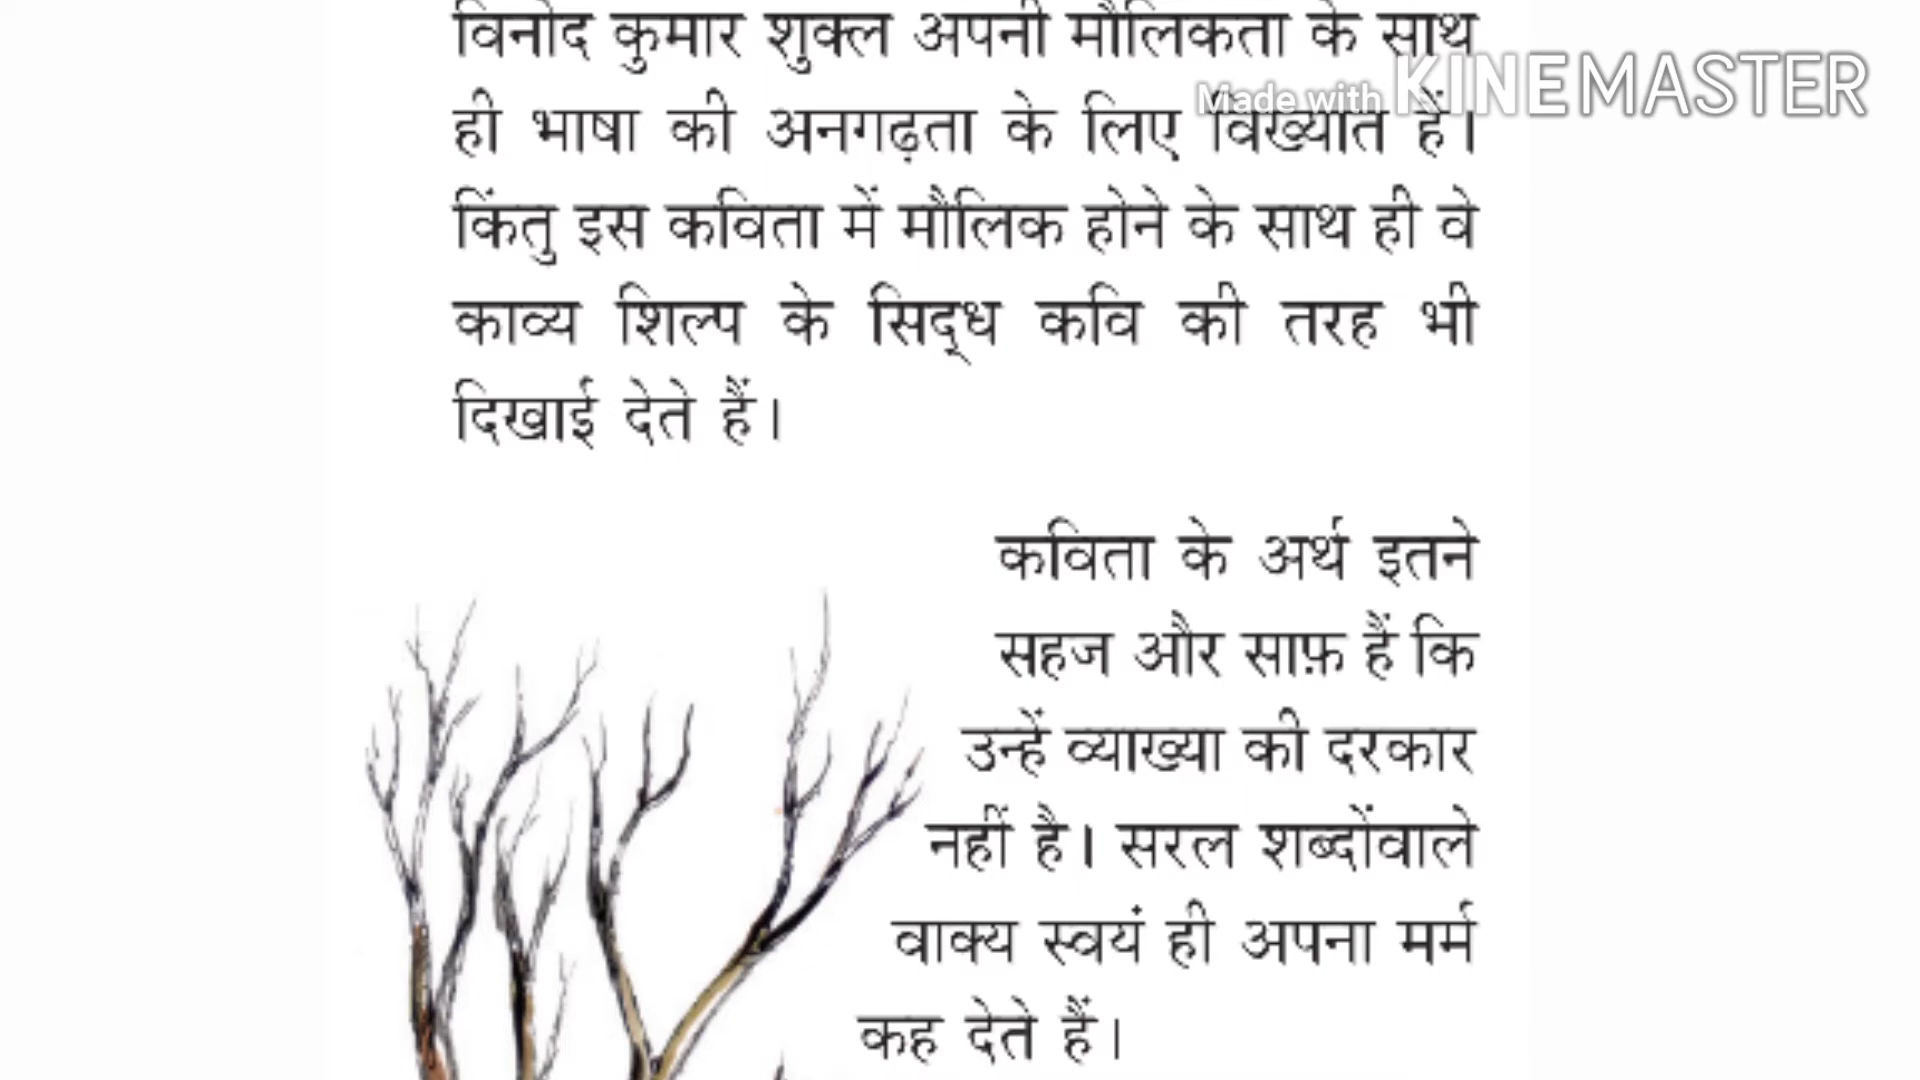 विनोद कुमार शुक्ल अपनी मौलिकता के साथ
Made with KINEMASTER
ही भाषा की अनगढ़ता के लिए विख्यात हैं।
किंतु इस कविता में मौलिक होने के साथ ही वे
काव्य शिल्प के सिद्ध कवि की तरह भी
दिखाई देते हैं।
कविता के अर्थ इतने
सहज और साफ़ हैं कि
उन्हें व्याख्या की दरकार
नहीं है। सरल शब्दोंवाले
वाक्य स्वयं ही अपना मर्म
कह देते हैं।